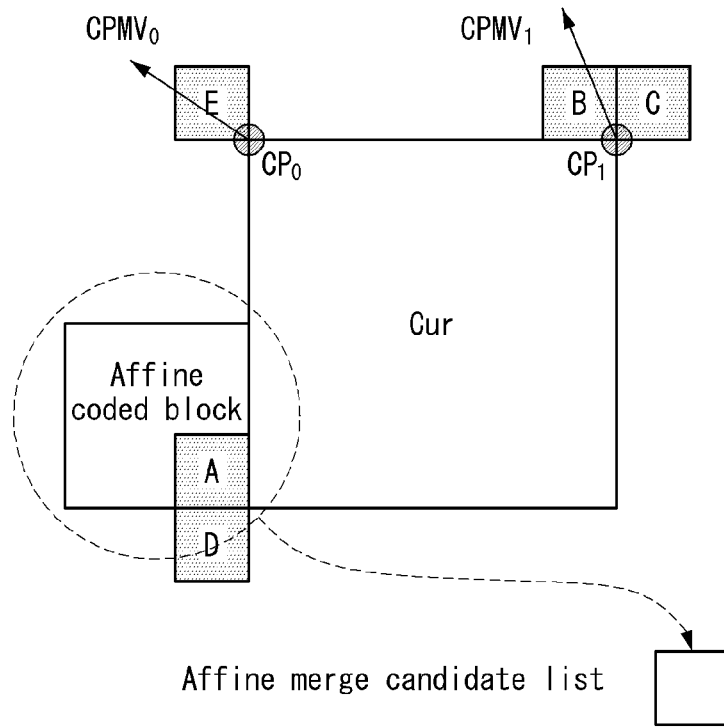 CPMV₀
CPMV₁
E
B
C
CP₀
CP₁
Cur
Affine
coded block
A
D
Affine merge candidate list